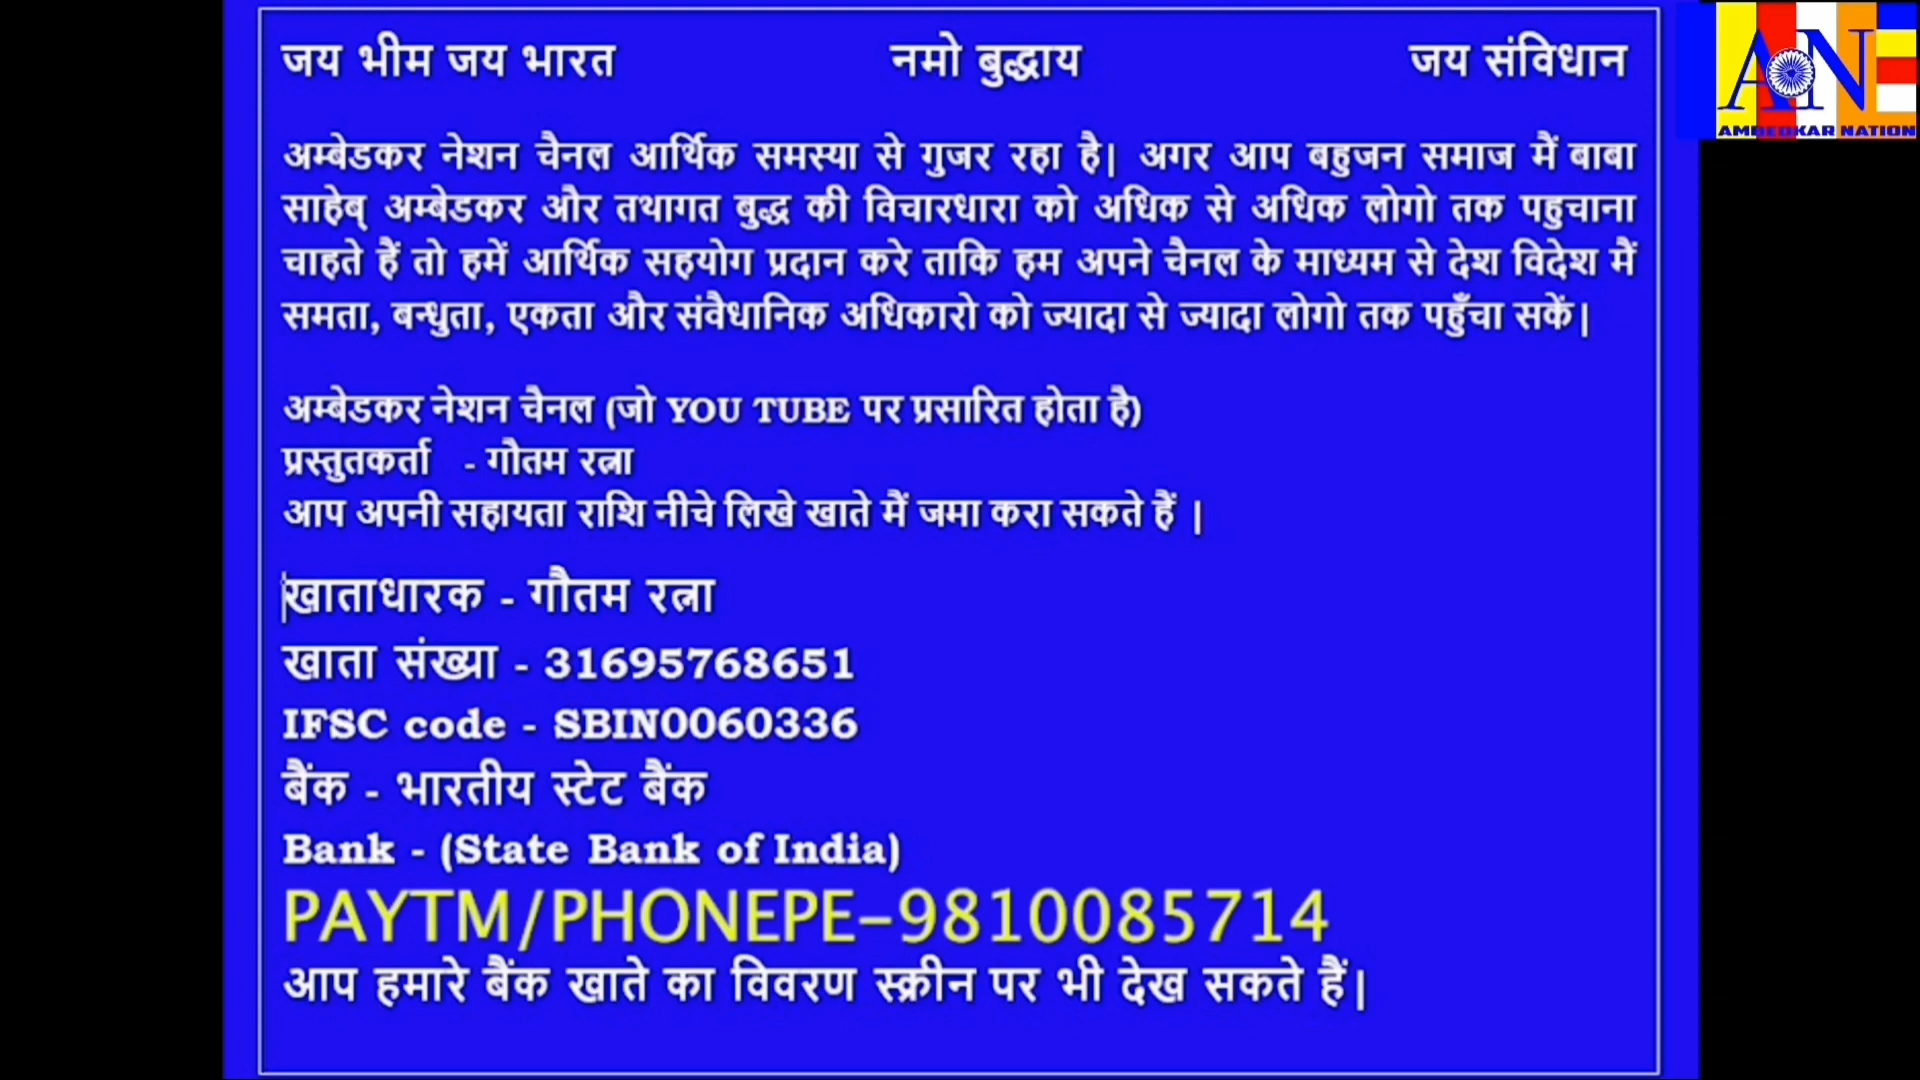 जय भीम जय भारत नमो बुद्धाय जय संविधान
AMBEDKAR NATION
अम्बेडकर नेशन चैनल आर्थिक समस्या से गुजर रहा है| अगर आप बहुजन समाज मैं बाबा
साहेब् अम्बेडकर और तथागत बुद्ध की विचारधारा को अधिक से अधिक लोगो तक पहुचाना
चाहते हैं तो हमें आर्थिक सहयोग प्रदान करे ताकि हम अपने चैनल के माध्यम से देश विदेश मैं
समता, बन्धुता, एकता और संवैधानिक अधिकारो को ज्यादा से ज्यादा लोगो तक पहुँचा सकें|
अम्बेडकर नेशन चैनल (जो YOU TUBE पर प्रसारित होता है)
प्रस्तुतकर्ता - गौतम रत्ना
आप अपनी सहायता राशि नीचे लिखे खाते मैं जमा करा सकते हैं |
खाताधारक - गौतम रत्ना
खाता संख्या - 31695768651
IFSC code - SBIN0060336
बैंक - भारतीय स्टेट बैंक
Bank - (State Bank of India)
PAYTM/PHONEPE-9810085714
आप हमारे बैंक खाते का विवरण स्क्रीन पर भी देख सकते हैं|